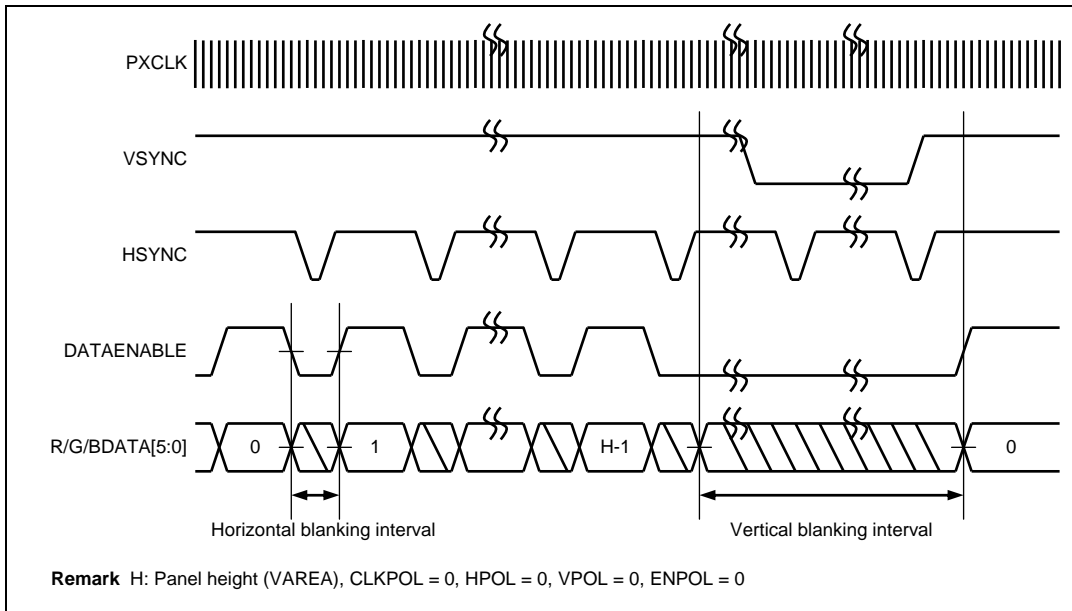 PXCLK
VSYNC
HSYNC
DATAENABLE
R/G/BDATA[5:0] 0 1 H-1 0
Horizontal blanking interval Vertical blanking interval
Remark H: Panel height (VAREA), CLKPOL = 0, HPOL = 0, VPOL = 0, ENPOL = 0